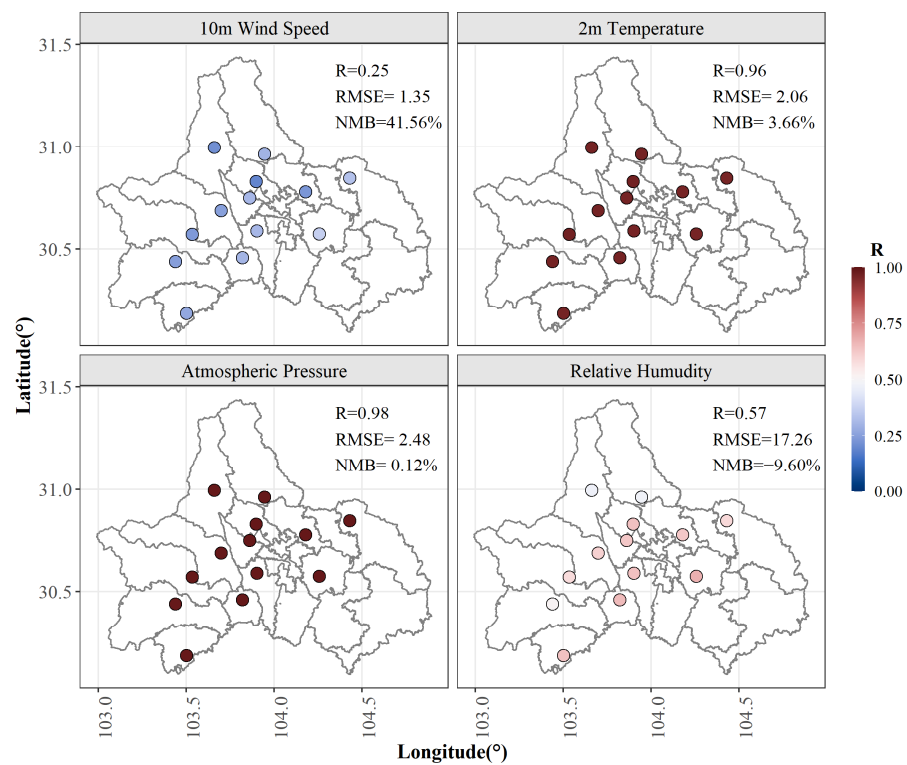 10m Wind Speed
2m Temperature
31.5
R=0.25
RMSE= 1.35
NMB=41.56%
R=0.96
RMSE= 2.06
NMB= 3.66%
31.0
30.5
Atmospheric Pressure
Relative Humudity
31.5
R=0.98
RMSE= 2.48
NMB= 0.12%
R=0.57
RMSE=17.26
NMB=−9.60%
31.0
30.5
103.0
103.5
104.0
104.5
103.0
103.5
104.0
104.5
Latitude(°)
Longitude(°)
R
1.00
0.75
0.50
0.25
0.00